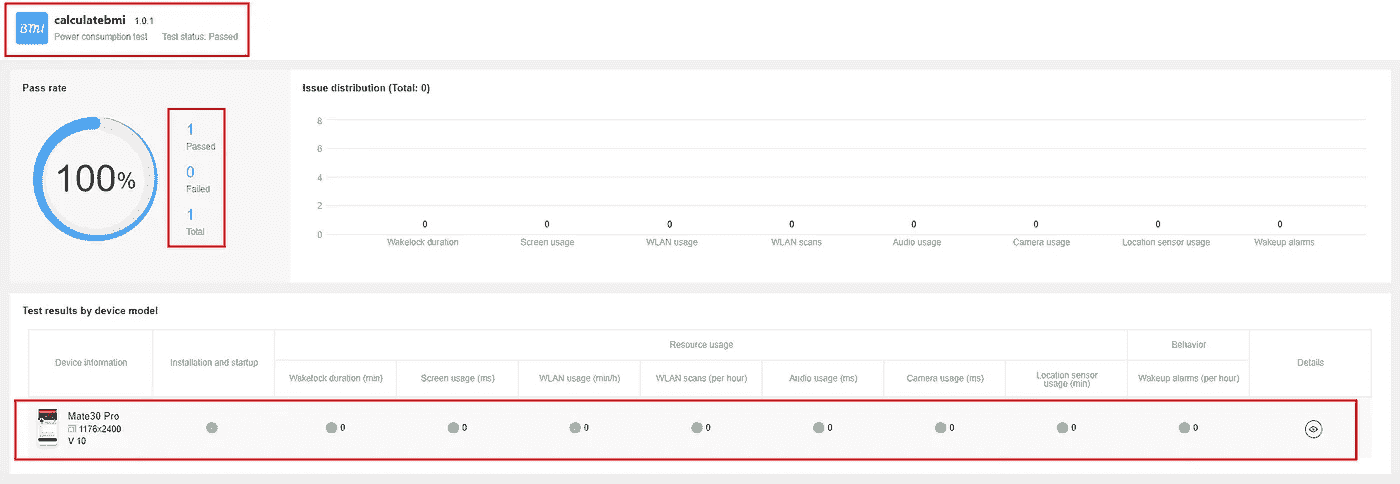 BMI
calculatebmi 1.0.1
Power consumption test Test status: Passed
Pass rate
100%
1
Passed
0
Failed
1
Total
Issue distribution (Total: 0)
8
6
4
2
0
0 0 0 0 0 0 0 0
Wakelock duration Screen usage WLAN usage WLAN scans Audio usage Camera usage Location sensor usage Wakeup alarms
Test results by device model
Device information Installation and startup Resource usage Behavior Details
Wakelock duration (min) Screen usage (ms) WLAN usage (min/h) WLAN scans (per hour) Audio usage (ms) Camera usage (ms) Location sensor usage (min) Wakeup alarms (per hour)
Mate30 Pro
1176x2400
V 10
0 0 0 0 0 0 0 0